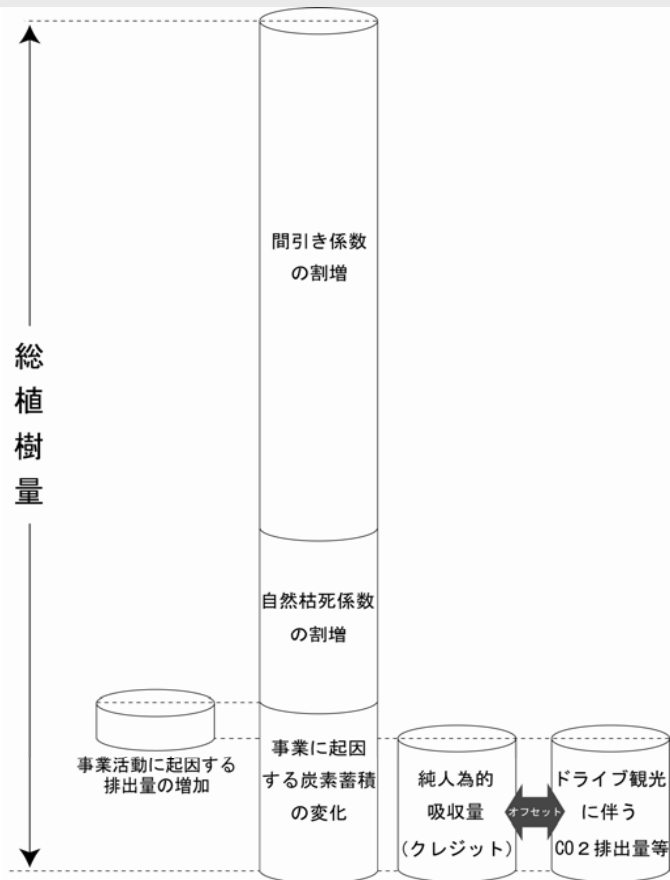 総植樹量
間引き係数
の割増
自然枯死係数
の割増
事業活動に起因する
排出量の増加
事業に起因
する炭素蓄積
の変化
純人為的
吸収量
(クレジット)
オフセット
ドライブ観光
に伴う
CO2排出量等